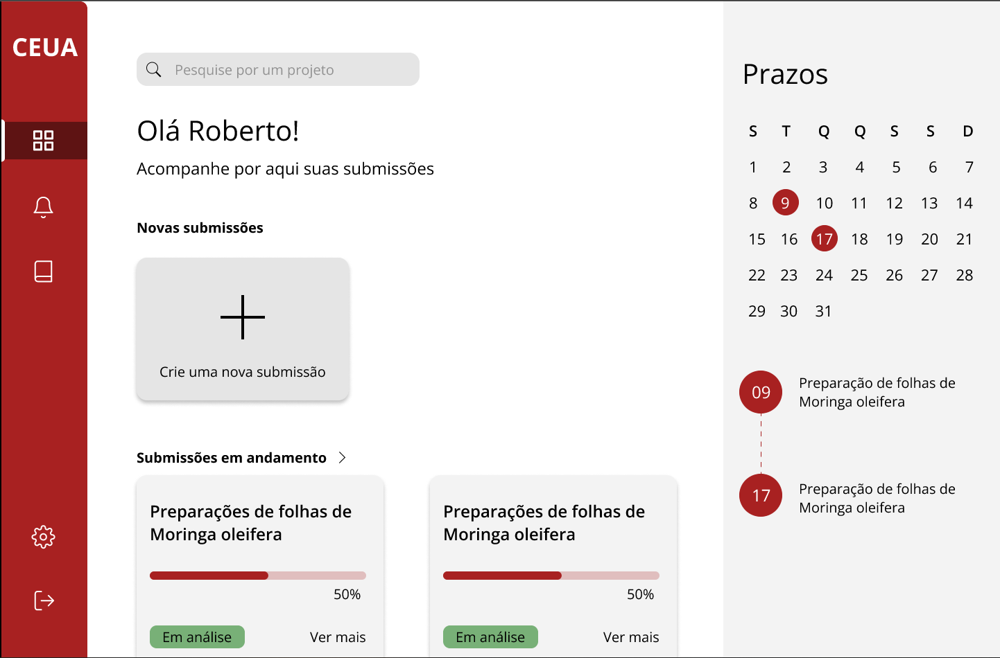 CEUA
Pesquise por um projeto
Olá Roberto!
Acompanhe por aqui suas submissões
Novas submissões
Crie uma nova submissão
Submissões em andamento
Preparações de folhas de
Moringa oleifera
50%
Em análise
Ver mais
Preparações de folhas de
Moringa oleifera
50%
Em análise
Ver mais
Prazos
S T Q Q S S D
1 2 3 4 5 6 7
8 9 10 11 12 13 14
15 16 17 18 19 20 21
22 23 24 25 26 27 28
29 30 31
09
Preparação de folhas de
Moringa oleifera
17
Preparação de folhas de
Moringa oleifera